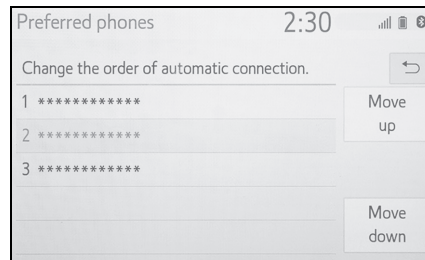 Preferred phones 2:30
Change the order of automatic connection.
1 ************
2 ************
3 ************
Move
up
Move
down